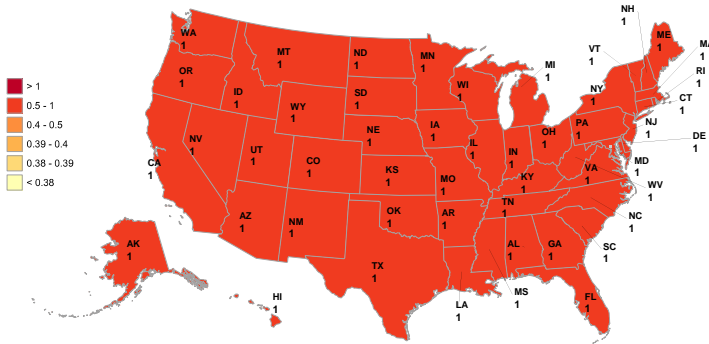 > 1
0.5 - 1
0.4 - 0.5
0.39 - 0.4
0.38 - 0.39
< 0.38
WA
1
OR
1
CA
1
NV
1
ID
1
MT
1
WY
1
UT
1
CO
1
AZ
1
NM
1
ND
1
SD
1
NE
1
KS
1
OK
1
TX
1
MN
1
IA
1
MO
1
AR
1
LA
1
WI
1
IL
1
MI
1
IN
1
OH
1
KY
1
TN
1
MS
1
AL
1
GA
1
FL
1
SC
1
NC
1
VA
1
WV
1
MD
1
DE
1
PA
1
NJ
1
NY
1
CT
1
RI
1
MA
1
VT
1
NH
1
ME
1
AK
1
HI
1